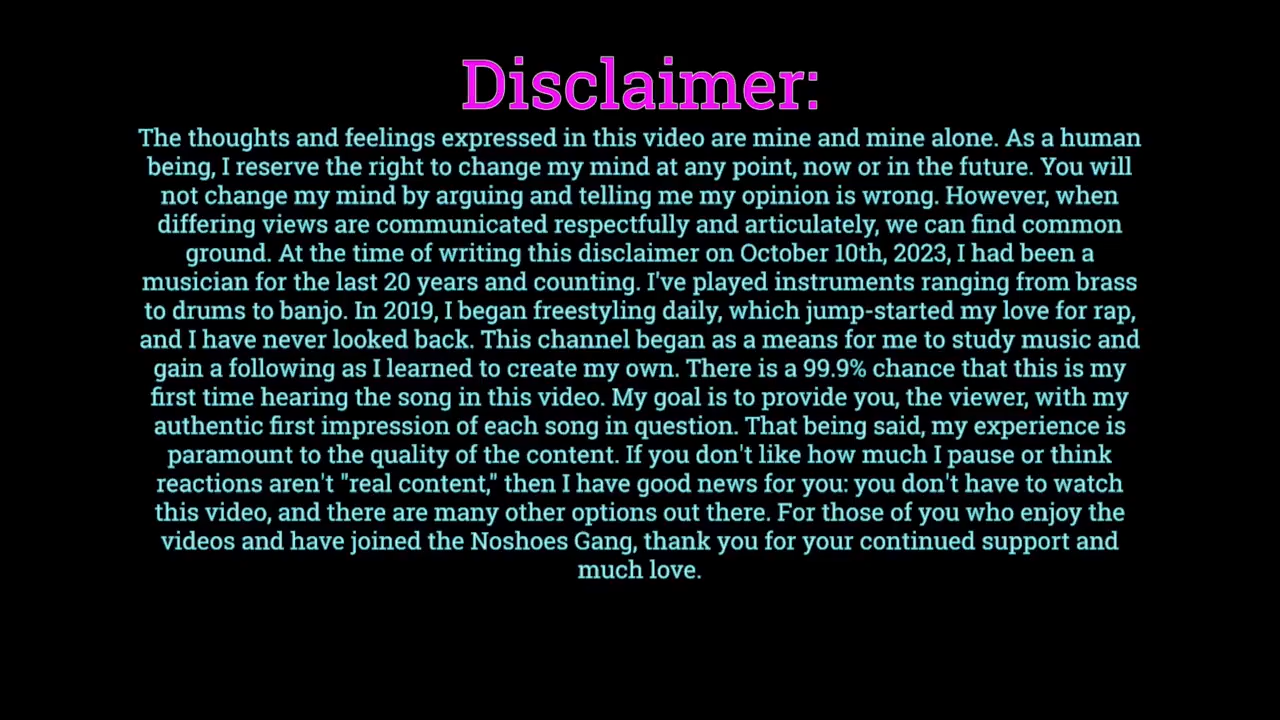 Disclaimer:
The thoughts and feelings expressed in this video are mine and mine alone. As a human
being, I reserve the right to change my mind at any point, now or in the future. You will
not change my mind by arguing and telling me my opinion is wrong. However, when
differing views are communicated respectfully and articulately, we can find common
ground. At the time of writing this disclaimer on October 10th, 2023, I had been a
musician for the last 20 years and counting. I've played instruments ranging from brass
to drums to banjo. In 2019, I began freestyling daily, which jump-started my love for rap,
and I have never looked back. This channel began as a means for me to study music and
gain a following as I learned to create my own. There is a 99.9% chance that this is my
first time hearing the song in this video. My goal is to provide you, the viewer, with my
authentic first impression of each song in question. That being said, my experience is
paramount to the quality of the content. If you don't like how much I pause or think
reactions aren't "real content," then I have good news for you: you don't have to watch
this video, and there are many other options out there. For those of you who enjoy the
videos and have joined the Noshoes Gang, thank you for your continued support and
much love.